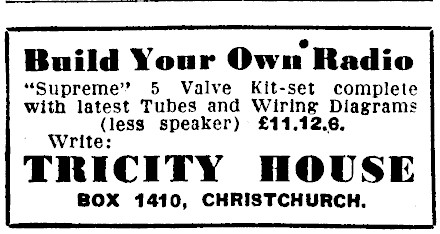 Build Your Own Radio
"Supreme" 5 Valve Kit-set complete
with latest Tubes and Wiring Diagrams
(less speaker) £11.12.6.
Write:
TRICITY HOUSE
BOX 1410, CHRISTCHURCH.